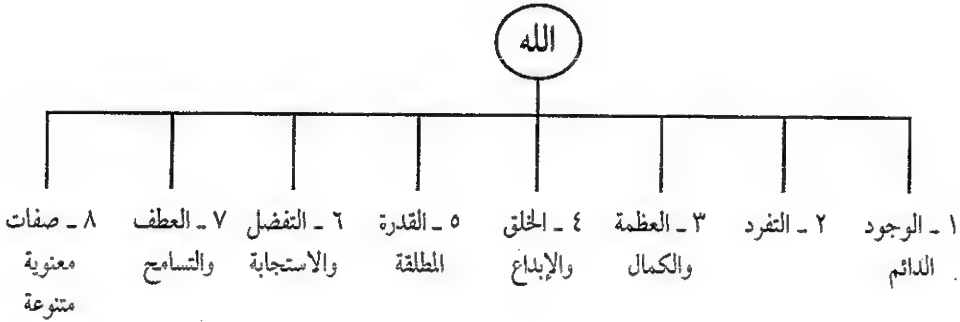 الله
١ ـ الوجود الدائم
٢ ـ التفرد
٣ ـ العظمة والكمال
٤ ـ الخلق والإبداع
٥ ـ القدرة المطلقة
٦ ـ التفضل والاستجابة
٧ ـ العطف والتسامح
٨ ـ صفات معنوية متنوعة